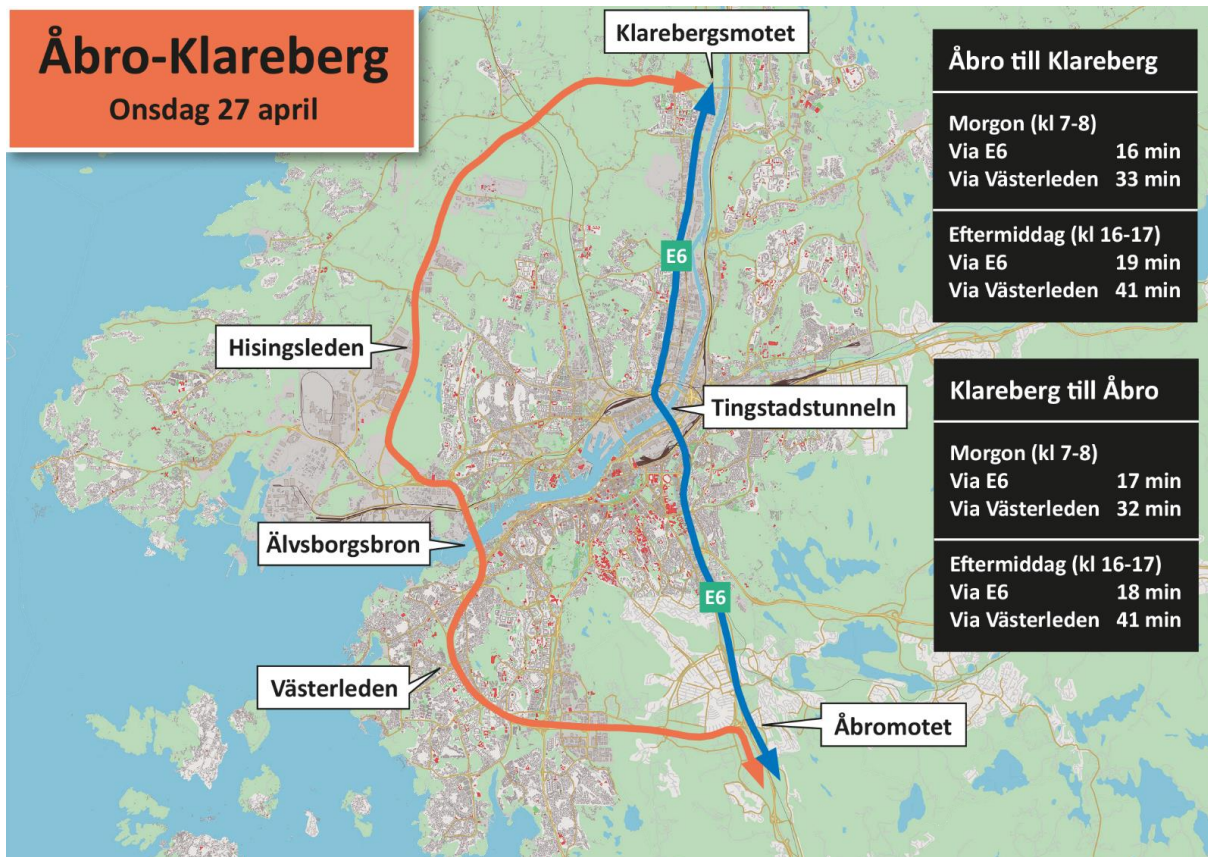 Åbro-Klareberg
Onsdag 27 april
Klarebergsmotet
E6
Hisingsleden
Tingstadstunneln
Älvsborgsbron
E6
Västerleden
Åbromotet
Åbro till Klareberg
Morgon (kl 7-8)
Via E6 16 min
Via Västerleden 33 min
Eftermiddag (kl 16-17)
Via E6 19 min
Via Västerleden 41 min
Klareberg till Åbro
Morgon (kl 7-8)
Via E6 17 min
Via Västerleden 32 min
Eftermiddag (kl 16-17)
Via E6 18 min
Via Västerleden 41 min